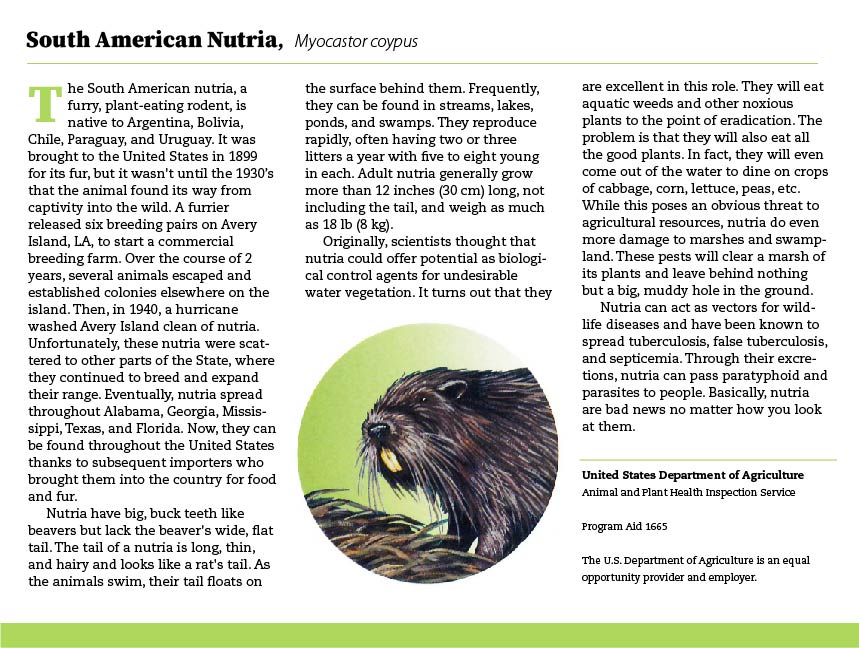 South American Nutria, Myocastor coypus
The South American nutria, a
furry, plant-eating rodent, is
native to Argentina, Bolivia,
Chile, Paraguay, and Uruguay. It was
brought to the United States in 1899
for its fur, but it wasn't until the 1930's
that the animal found its way from
captivity into the wild. A furrier
released six breeding pairs on Avery
Island, LA, to start a commercial
breeding farm. Over the course of 2
years, several animals escaped and
established colonies elsewhere on the
island. Then, in 1940, a hurricane
washed Avery Island clean of nutria.
Unfortunately, these nutria were scat-
tered to other parts of the State, where
they continued to breed and expand
their range. Eventually, nutria spread
throughout Alabama, Georgia, Missis-
sippi, Texas, and Florida. Now, they can
be found throughout the United States
thanks to subsequent importers who
brought them into the country for food
and fur.
Nutria have big, buck teeth like
beavers but lack the beaver's wide, flat
tail. The tail of a nutria is long, thin,
and hairy and looks like a rat's tail. As
the animals swim, their tail floats on
the surface behind them. Frequently,
they can be found in streams, lakes,
ponds, and swamps. They reproduce
rapidly, often having two or three
litters a year with five to eight young
in each. Adult nutria generally grow
more than 12 inches (30 cm) long, not
including the tail, and weigh as much
as 18 lb (8 kg).
Originally, scientists thought that
nutria could offer potential as biologi-
cal control agents for undesirable
water vegetation. It turns out that they
are excellent in this role. They will eat
aquatic weeds and other noxious
plants to the point of eradication. The
problem is that they will also eat all
the good plants. In fact, they will even
come out of the water to dine on crops
of cabbage, corn, lettuce, peas, etc.
While this poses an obvious threat to
agricultural resources, nutria do even
more damage to marshes and swamp-
land. These pests will clear a marsh of
its plants and leave behind nothing
but a big, muddy hole in the ground.
Nutria can act as vectors for wild-
life diseases and have been known to
spread tuberculosis, false tuberculosis,
and septicemia. Through their excre-
tions, nutria can pass paratyphoid and
parasites to people. Basically, nutria
are bad news no matter how you look
at them.
United States Department of Agriculture
Animal and Plant Health Inspection Service
Program Aid 1665
The U.S. Department of Agriculture is an equal
opportunity provider and employer.